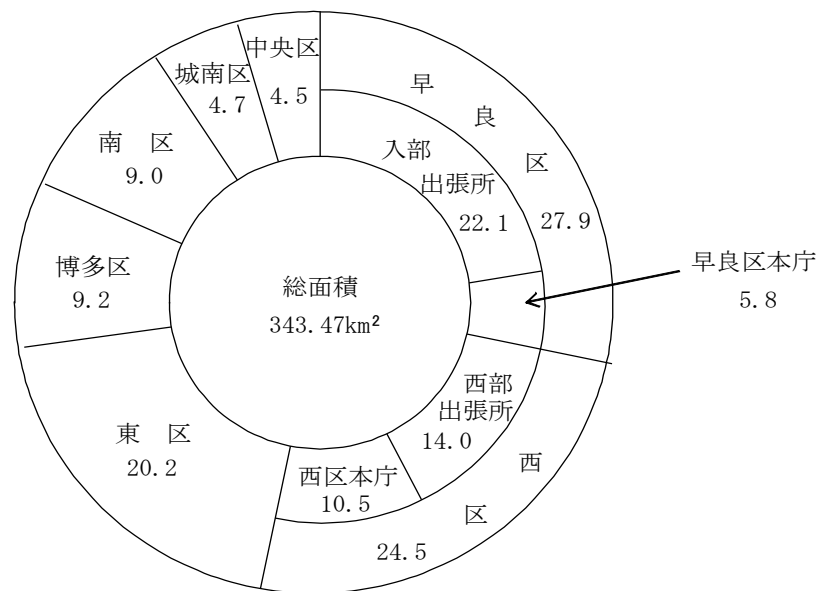 中央区
4.5
城南区
4.7
南　区
9.0
博多区
9.2
東　区
20.2
早良区
27.9
入部
出張所
22.1
早良区本庁
5.8
総面積
343.47km²
西部
出張所
14.0
西区本庁
10.5
西区
24.5